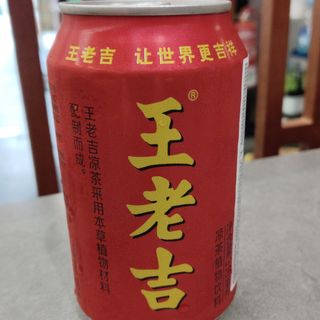 王老吉 让世界更吉祥
王老吉®
王老吉凉茶采用本草植物材料
配制而成。
凉茶植物饮料